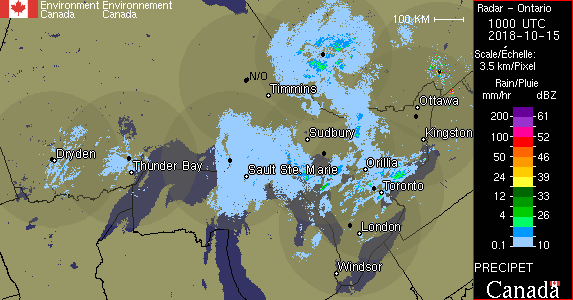 Environment Environnement
Canada Canada
100 KM
N/O
Timmins
Ottawa
Sudbury
Kingston
Dryden
Thunder Bay
Sault Ste. Marie
Orillia
Toronto
London
Windsor
Radar - Ontario
1000 UTC
2018-10-15
Scale/Échelle:
3.5 km/Pixel
Rain/Pluie
mm/hr dBZ
200 61
100 52
50 46
24 39
12 33
4 26
0.1 10
PRECIPET
Canada